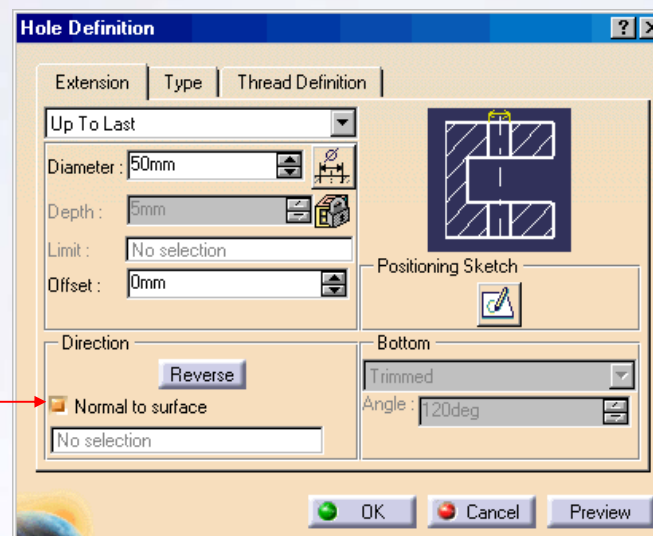 Hole Definition
?
Extension Type Thread Definition
Up To Last
Diameter : 50mm
Depth : 5mm
Limit : No selection
Offset : 0mm
Positioning Sketch
Direction
Reverse
Normal to surface
No selection
Bottom
Trimmed
Angle : 120deg
OK Cancel Preview